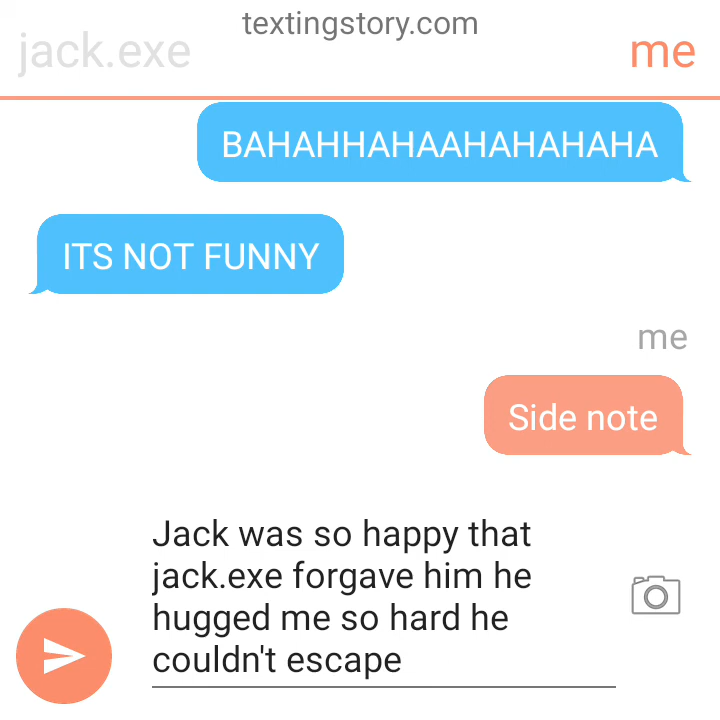 textingstory.com
jack.exe
me
BAHAHHAHAAHAHAHAHA
ITS NOT FUNNY
me
Side note
Jack was so happy that
jack.exe forgave him he
hugged me so hard he
couldn't escape